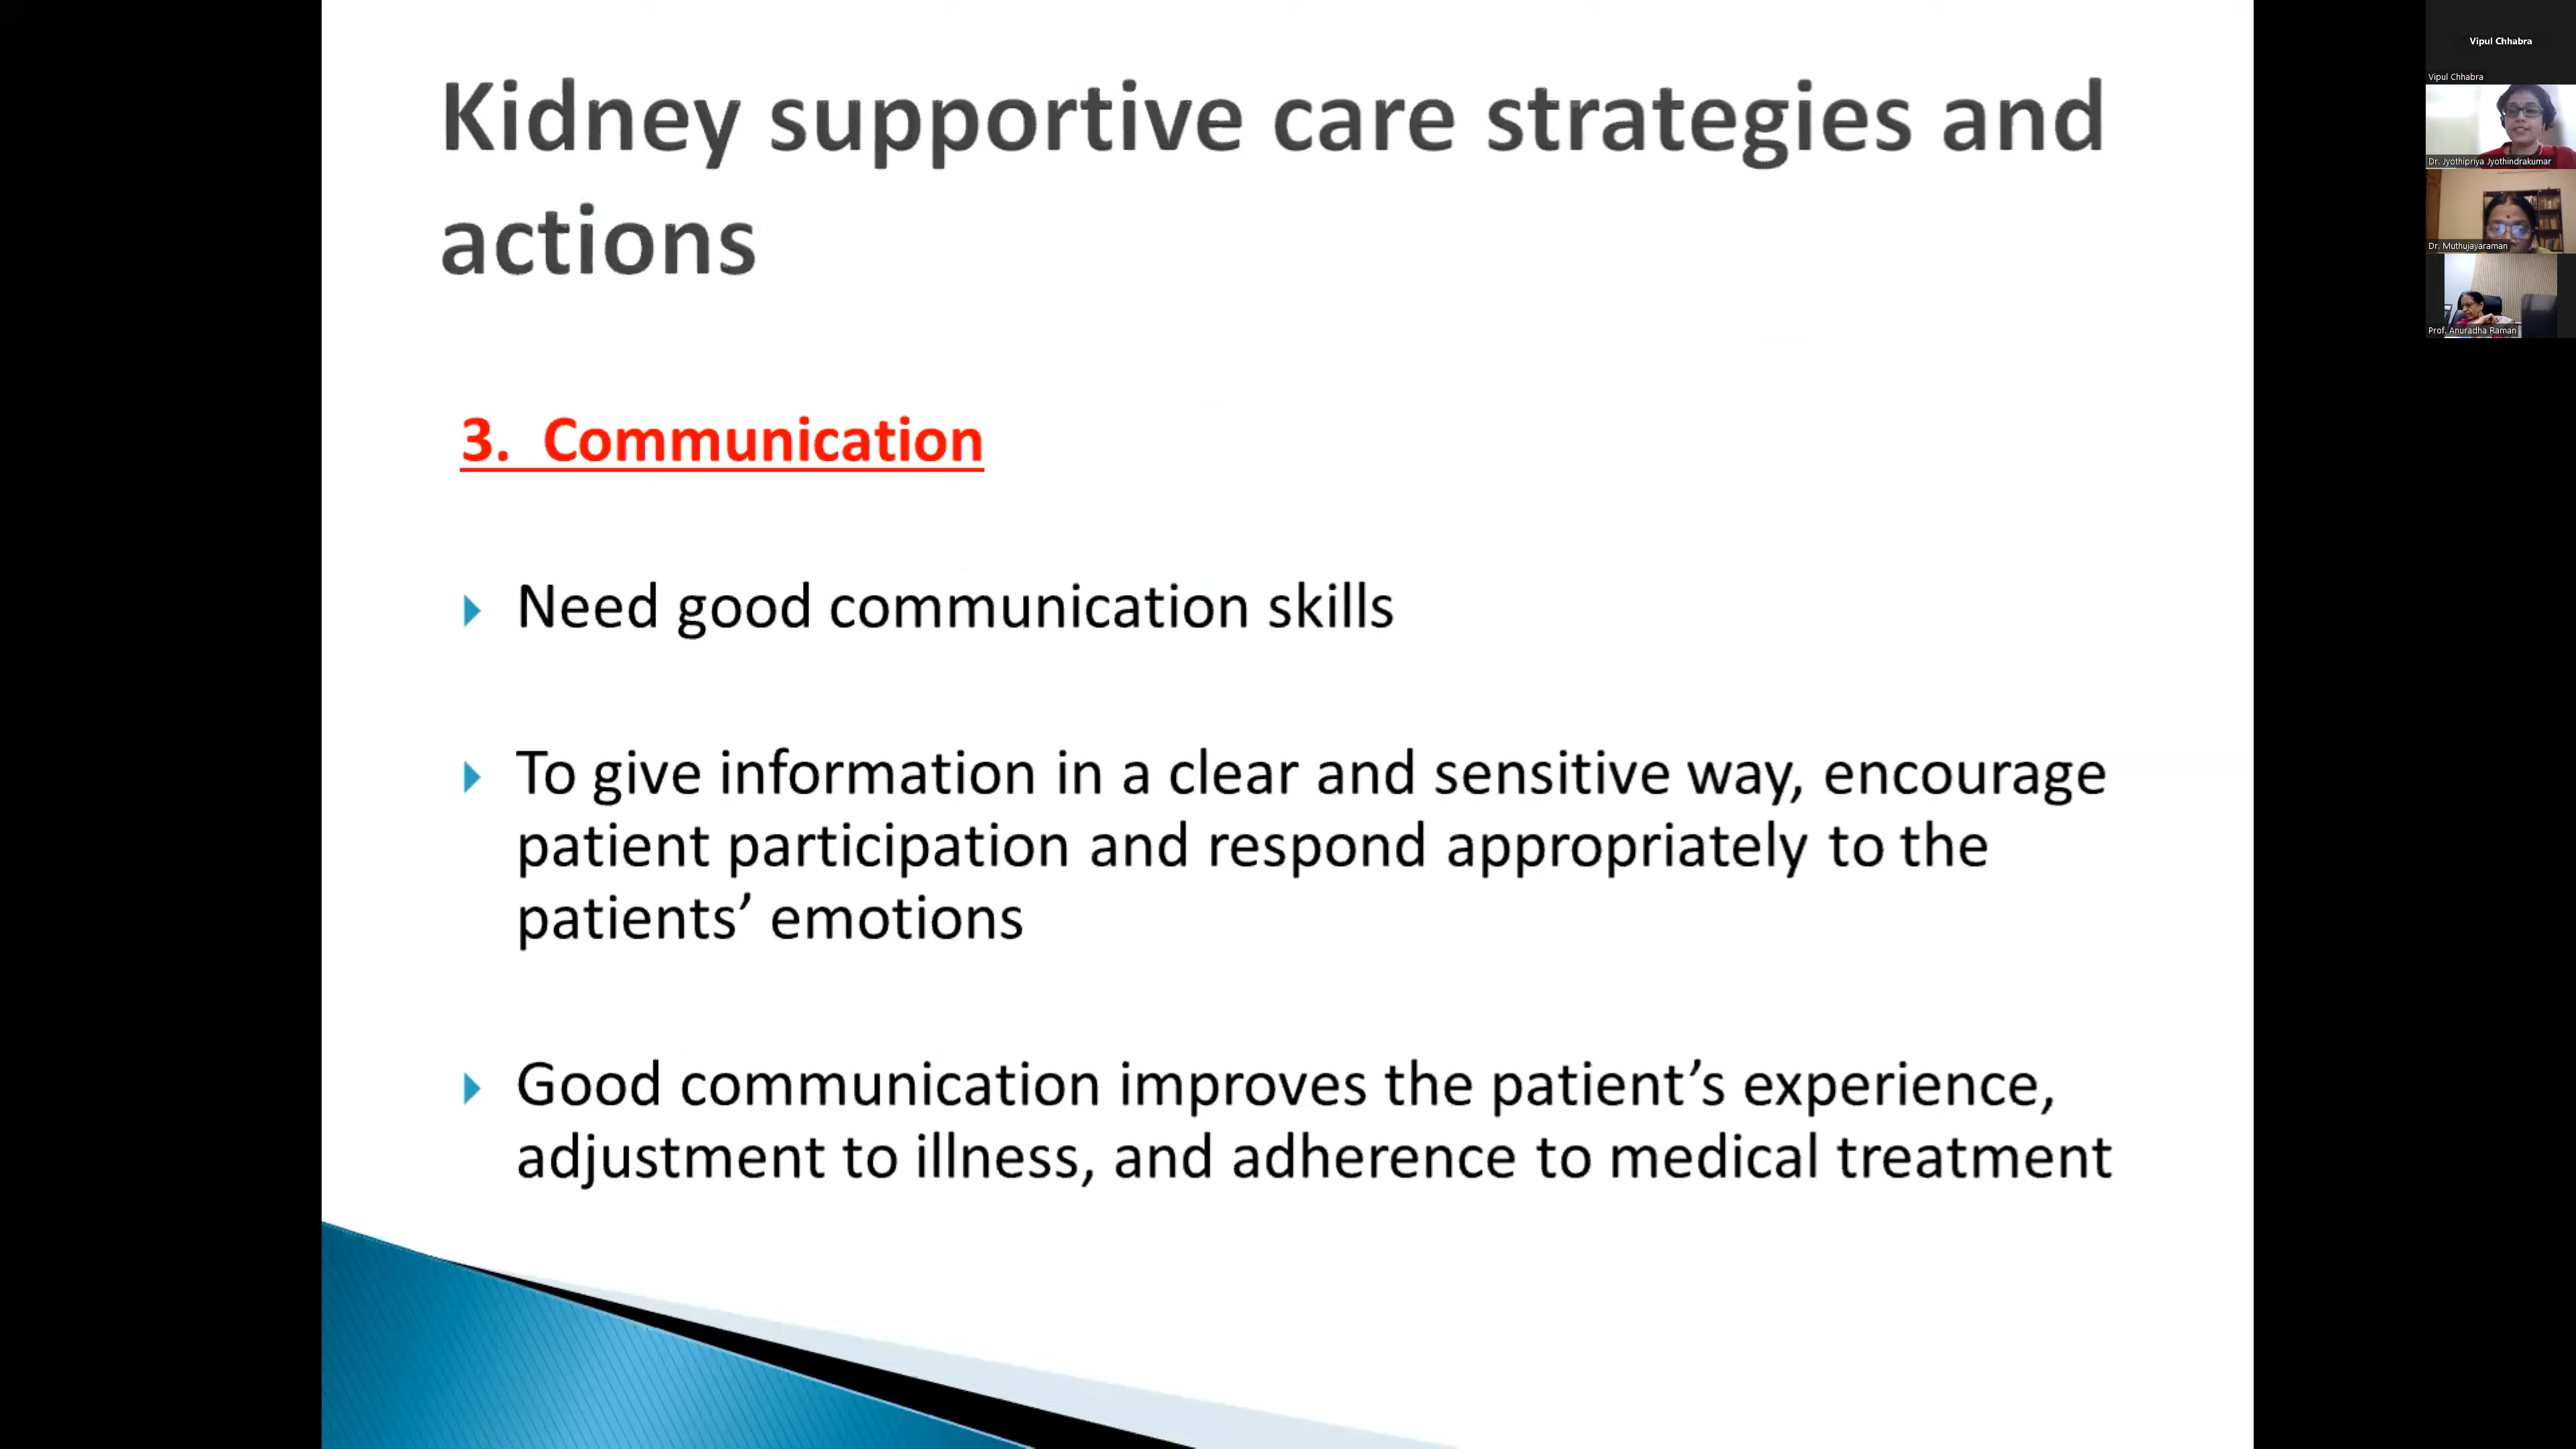 Kidney supportive care strategies and
actions
3. Communication
Need good communication skills
To give information in a clear and sensitive way, encourage
patient participation and respond appropriately to the
patients’ emotions
Good communication improves the patient’s experience,
adjustment to illness, and adherence to medical treatment
Vipul Chhabra
Vipul Chhabra
Dr. Jyothipriya Jyothindrakumar
Dr. Muthujayaraman
Prof. Anuradha Raman